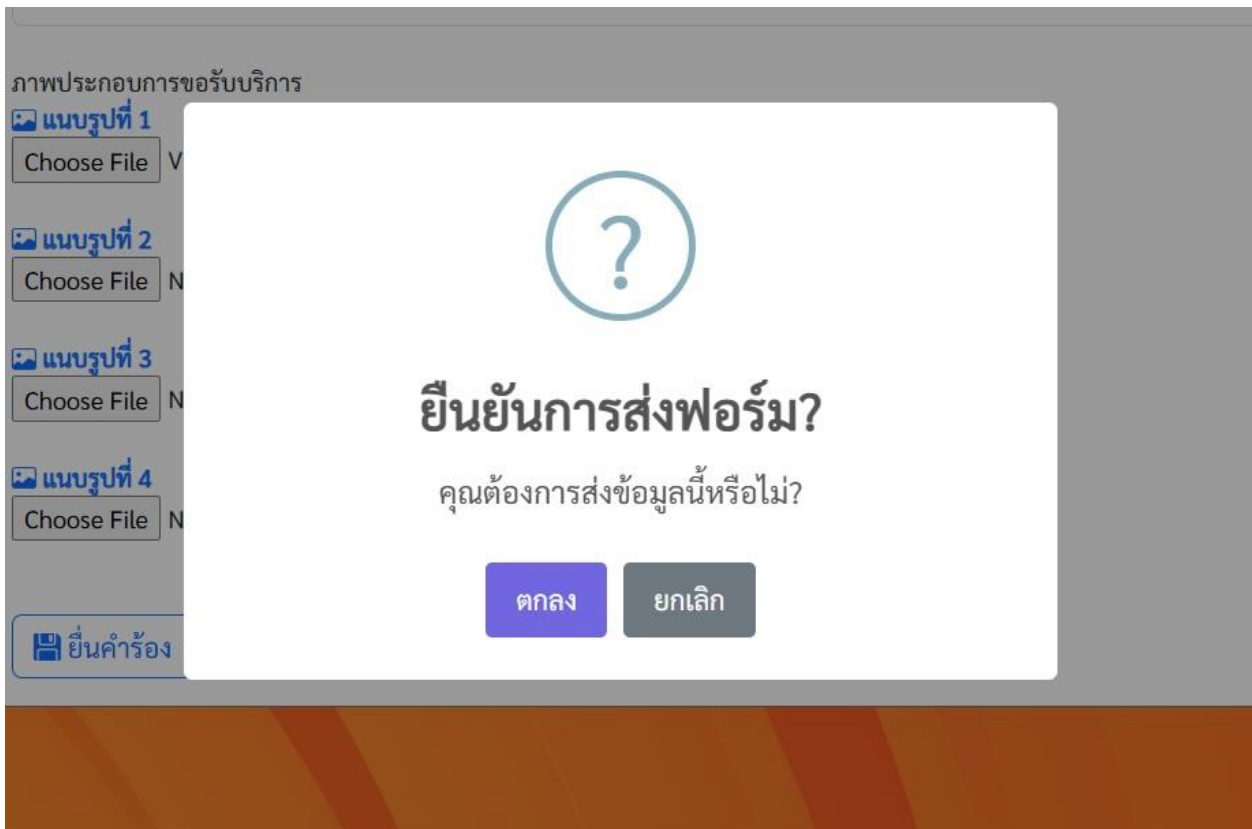 ภาพประกอบการขอรับบริการ
แนบรูปที่ 1
Choose File V
แนบรูปที่ 2
Choose File N
แนบรูปที่ 3
Choose File N
แนบรูปที่ 4
Choose File N
?
ยืนยันการส่งฟอร์ม?
คุณต้องการส่งข้อมูลนี้หรือไม่?
ตกลง ยกเลิก
ยื่นคำร้อง